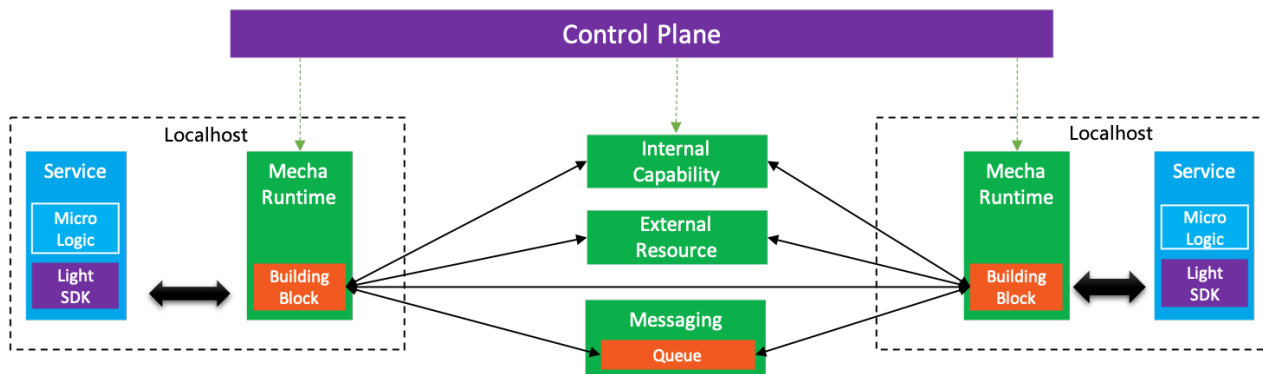 Control Plane
Localhost
Service
Micro
Logic
Light
SDK
Mecha
Runtime
Building
Block
Internal
Capability
External
Resource
Messaging
Queue
Localhost
Mecha
Runtime
Building
Block
Service
Micro
Logic
Light
SDK